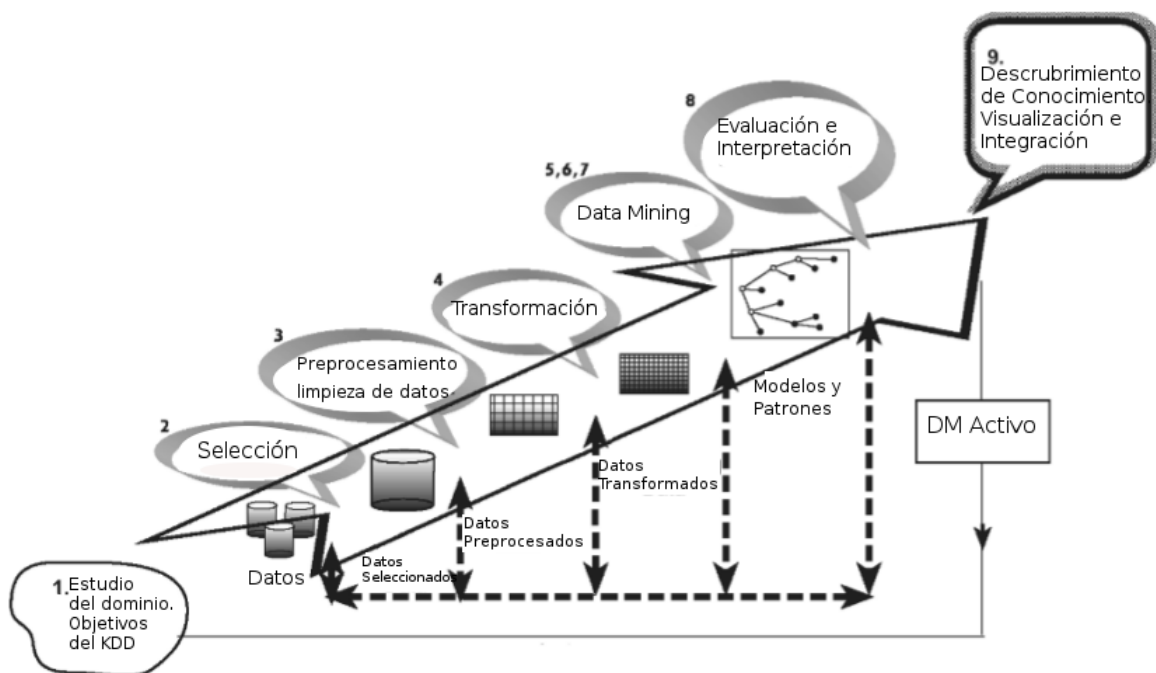 1. Estudio
del dominio.
Objetivos
del KDD
2
Selección
Datos
3
Preprocesamiento
limpieza de datos.
Datos
Seleccionados
4
Transformación
Datos
Preprocesados
5,6,7
Data Mining
Datos
Transformados
8
Evaluación e
Interpretación
Modelos y
Patrones
9.
Descrubrimiento
de Conocimiento
Visualización e
Integración
DM Activo